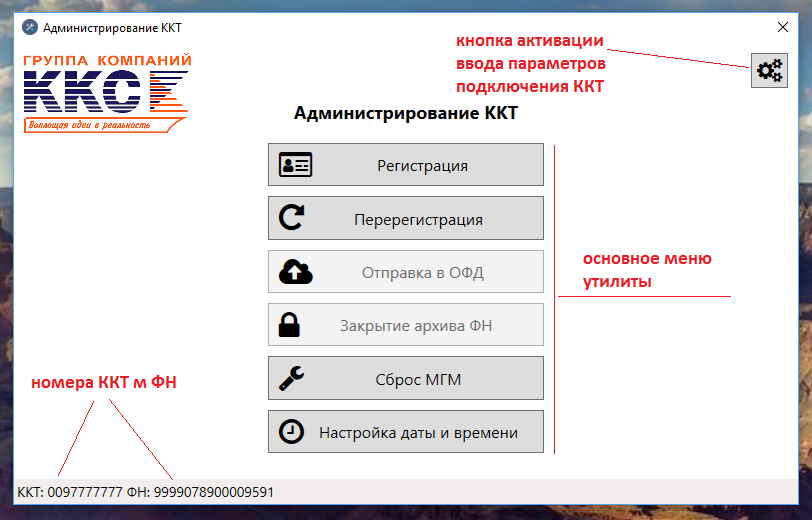 Администрирование ККТ
ГРУППА КОМПАНИЙ
ККС
Воплощая идеи в реальность
кнопка активации
ввода параметров
подключения ККТ
Администрирование ККТ
Регистрация
Перерегистрация
Отправка в ОФД
Закрытие архива ФН
Сброс МГМ
Настройка даты и времени
основное меню
утилиты
номера ККТ м ФН
ККТ: 0097777777 ФН: 9999078900009591